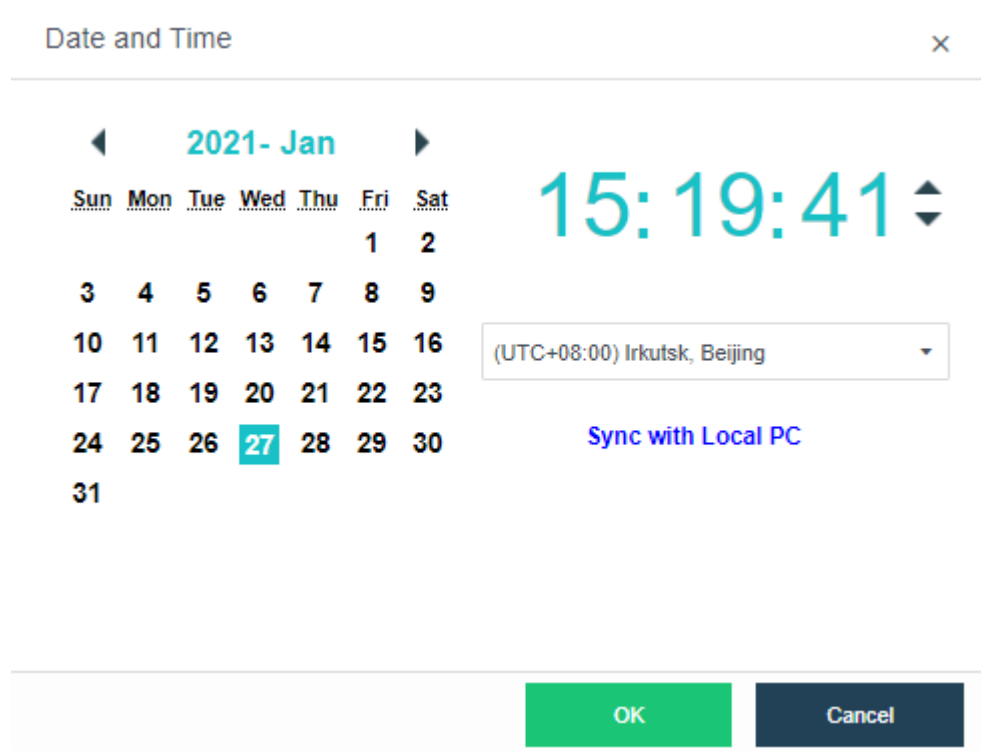 Date and Time ×
2021- Jan
Sun Mon Tue Wed Thu Fri Sat
1 2
3 4 5 6 7 8 9
10 11 12 13 14 15 16
17 18 19 20 21 22 23
24 25 26 27 28 29 30
31
15: 19: 41
(UTC+08:00) Irkutsk, Beijing
Sync with Local PC
OK Cancel